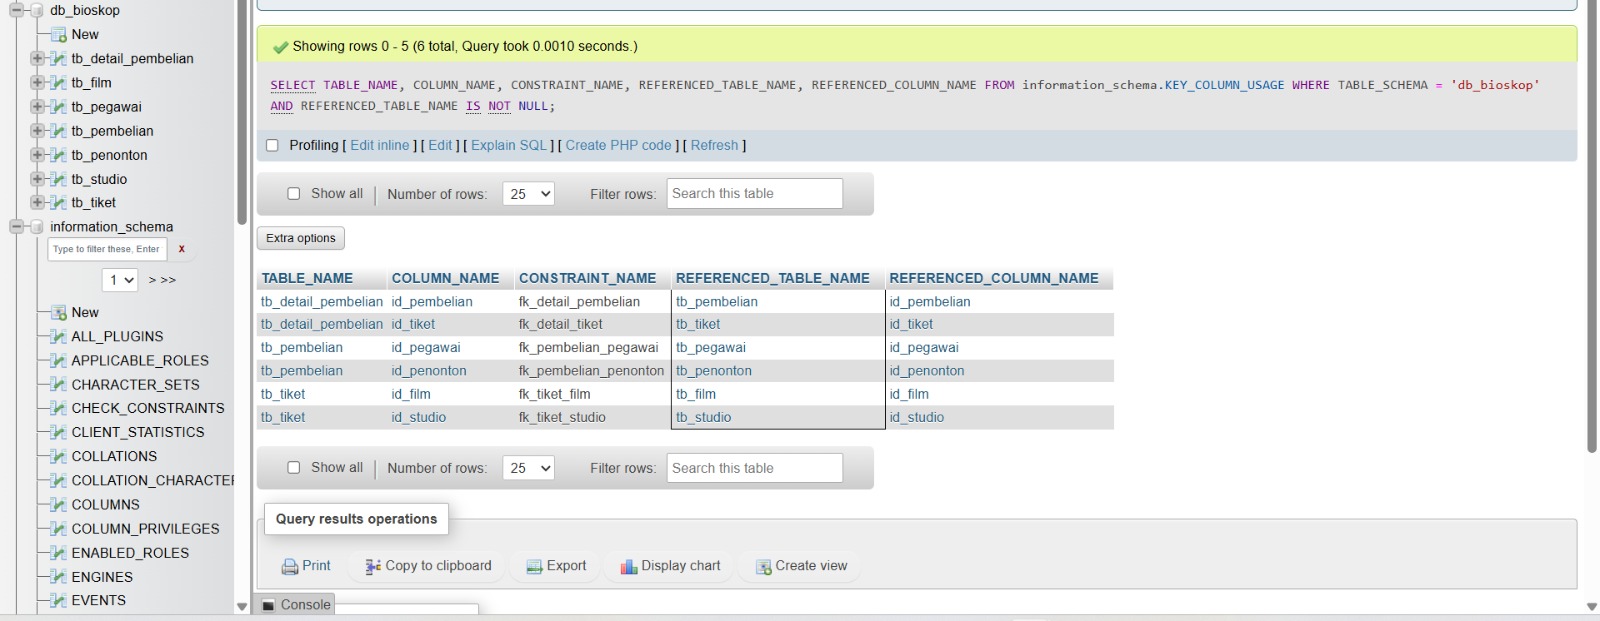 db_bioskop
New
tb_detail_pembelian
tb_film
tb_pegawai
tb_pembelian
tb_penonton
tb_studio
tb_tiket
information_schema
Type to filter these, Enter X
1 > >>
New
ALL_PLUGINS
APPLICABLE_ROLES
CHARACTER_SETS
CHECK_CONSTRAINTS
CLIENT_STATISTICS
COLLATIONS
COLLATION_CHARACTER
COLUMNS
COLUMN_PRIVILEGES
ENABLED_ROLES
ENGINES
EVENTS
Showing rows 0 - 5 (6 total, Query took 0.0010 seconds.)
SELECT TABLE_NAME, COLUMN_NAME, CONSTRAINT_NAME, REFERENCED_TABLE_NAME, REFERENCED_COLUMN_NAME FROM information_schema.KEY_COLUMN_USAGE WHERE TABLE_SCHEMA = 'db_bioskop'
AND REFERENCED_TABLE_NAME IS NOT NULL;
Profiling [ Edit inline ] [ Edit ] [ Explain SQL ] [ Create PHP code ] [ Refresh ]
Show all | Number of rows: 25 Filter rows: Search this table
Extra options
TABLE_NAME COLUMN_NAME CONSTRAINT_NAME REFERENCED_TABLE_NAME REFERENCED_COLUMN_NAME
tb_detail_pembelian id_pembelian fk_detail_pembelian tb_pembelian id_pembelian
tb_detail_pembelian id_tiket fk_detail_tiket tb_tiket id_tiket
tb_pembelian id_pegawai fk_pembelian_pegawai tb_pegawai id_pegawai
tb_pembelian id_penonton fk_pembelian_penonton tb_penonton id_penonton
tb_tiket id_film fk_tiket_film tb_film id_film
tb_tiket id_studio fk_tiket_studio tb_studio id_studio
Show all | Number of rows: 25 Filter rows: Search this table
Query results operations
Print Copy to clipboard Export Display chart Create view
Console